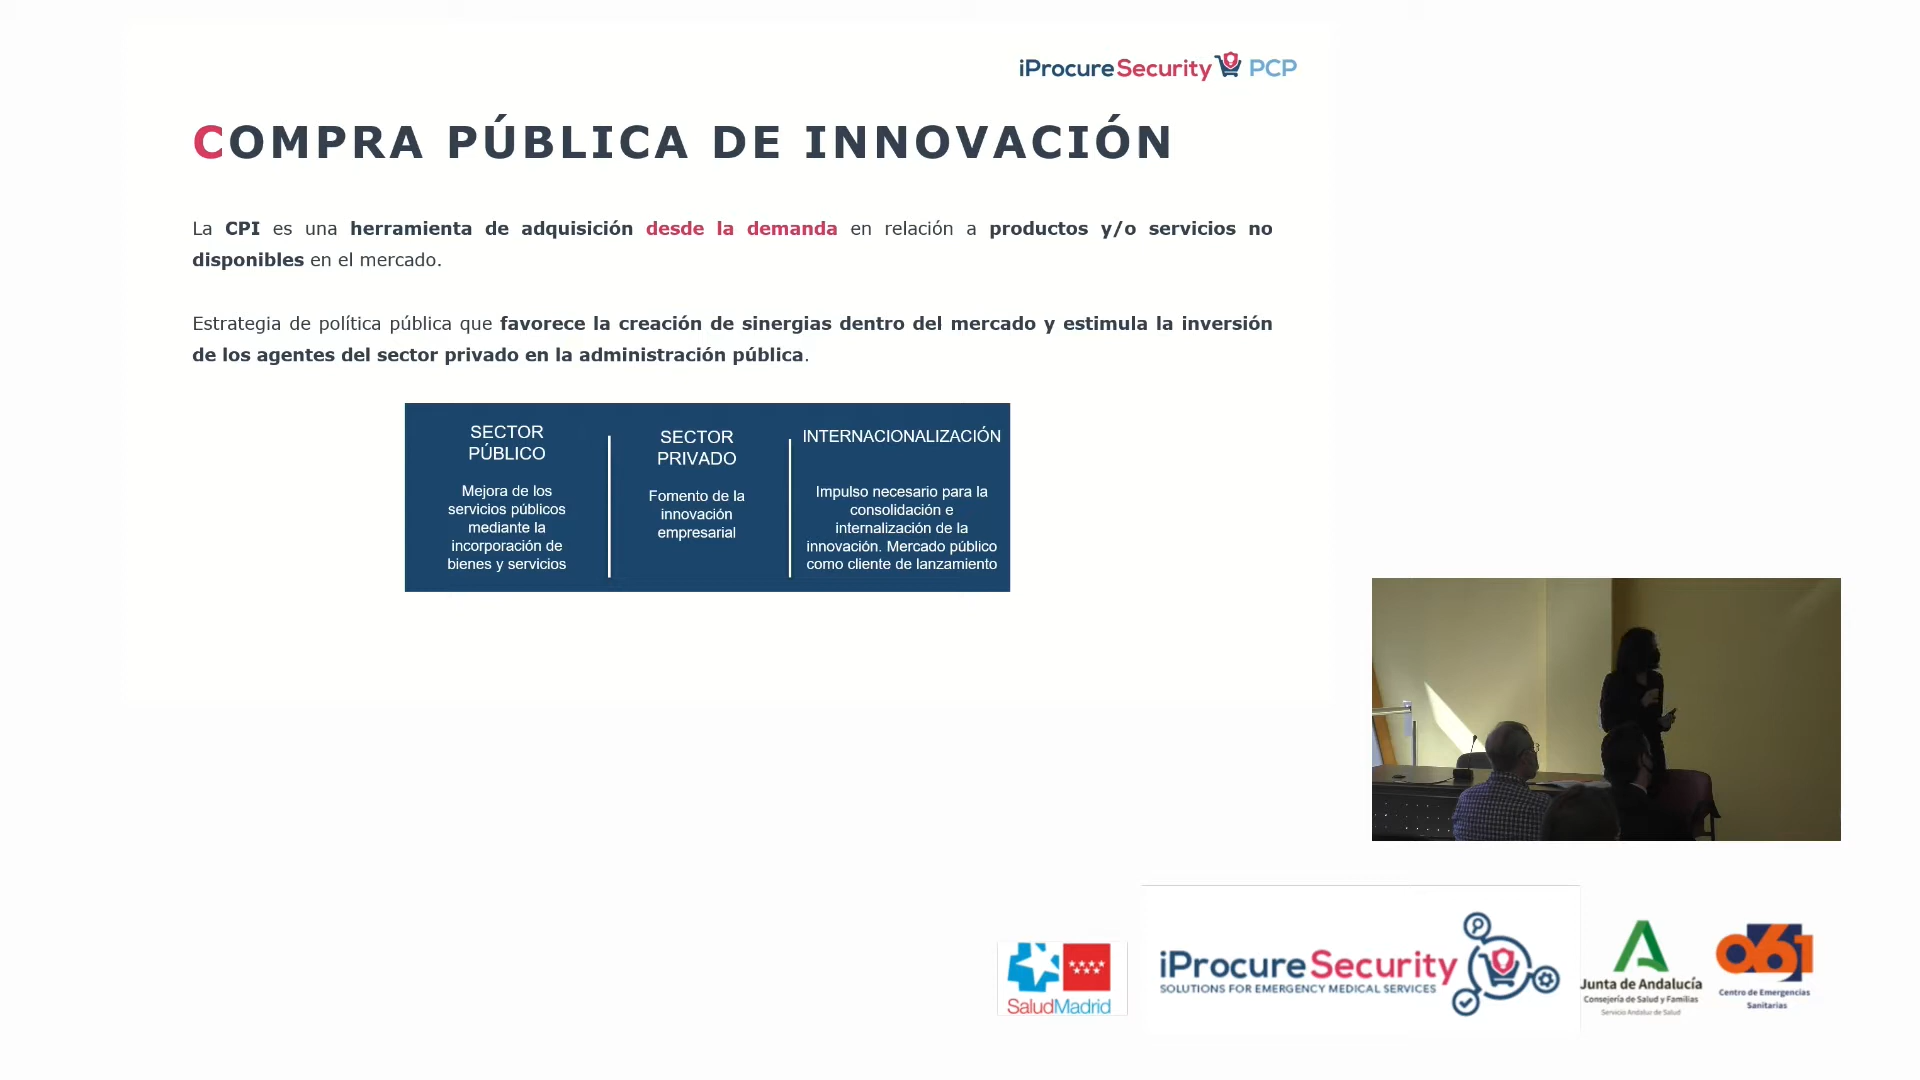 iProcureSecurity PCP
COMPRA PÚBLICA DE INNOVACIÓN
La CPI es una herramienta de adquisición desde la demanda en relación a productos y/o servicios no
disponibles en el mercado.
Estrategia de política pública que favorece la creación de sinergias dentro del mercado y estimula la inversión
de los agentes del sector privado en la administración pública.
SECTOR
PÚBLICO
Mejora de los
servicios públicos
mediante la
incorporación de
bienes y servicios
SECTOR
PRIVADO
Fomento de la
innovación
empresarial
INTERNACIONALIZACIÓN
Impulso necesario para la
consolidación e
internalización de la
innovación. Mercado público
como cliente de lanzamiento
SaludMadrid
iProcureSecurity
SOLUTIONS FOR EMERGENCY MEDICAL SERVICES
Junta de Andalucía
Consejería de Salud y Familias
Servicio Andaluz de Salud
061
Centro de Emergencias
Sanitarias